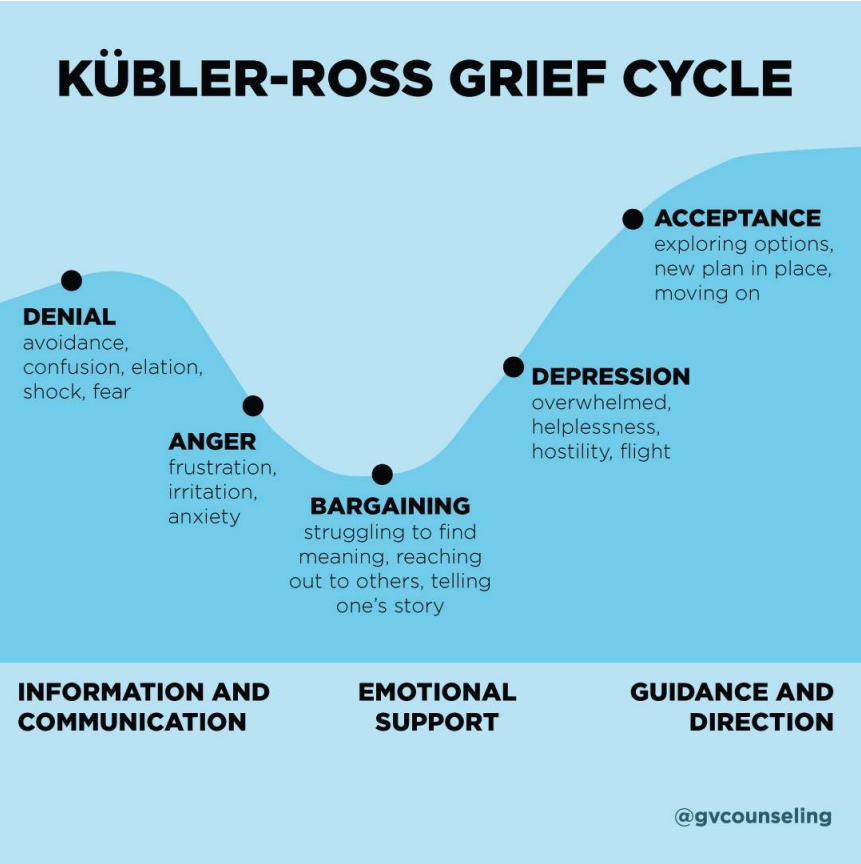 KÜBLER-ROSS GRIEF CYCLE
DENIAL
avoidance,
confusion, elation,
shock, fear
ANGER
frustration,
irritation,
anxiety
BARGAINING
struggling to find
meaning, reaching
out to others, telling
one's story
DEPRESSION
overwhelmed,
helplessness,
hostility, flight
ACCEPTANCE
exploring options,
new plan in place,
moving on
INFORMATION AND
COMMUNICATION
EMOTIONAL
SUPPORT
GUIDANCE AND
DIRECTION
@gvcounseling